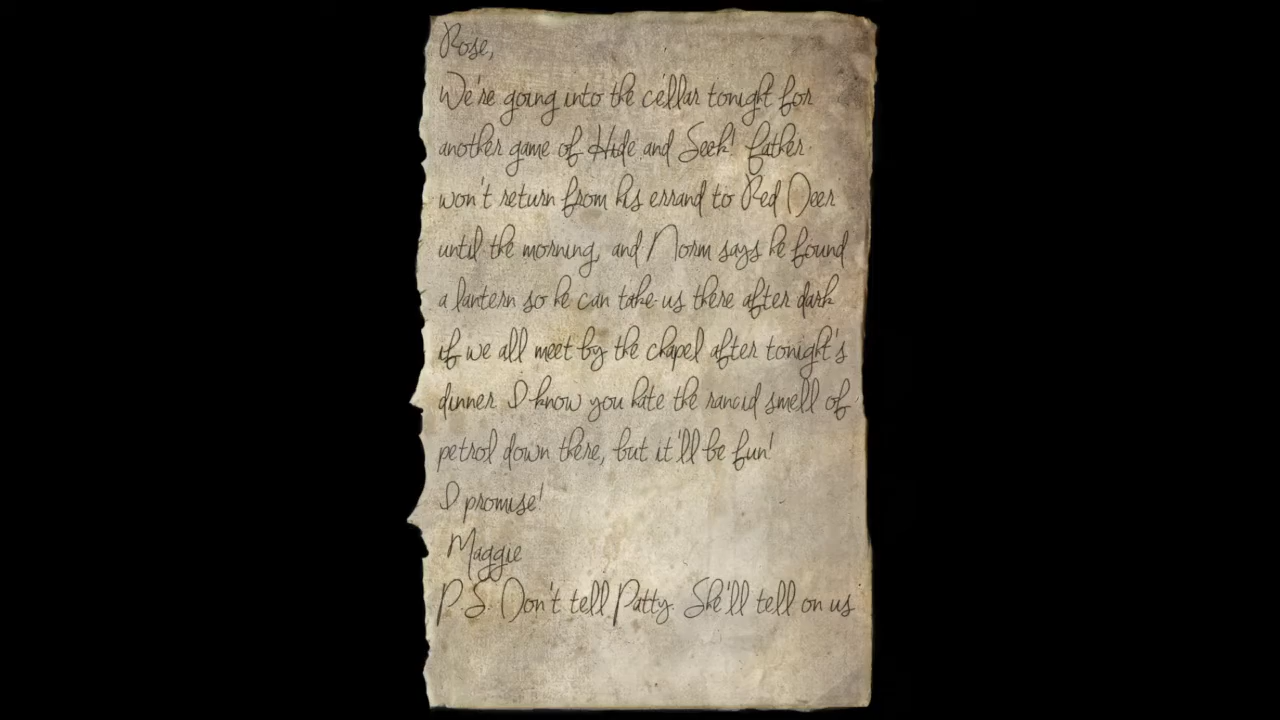 Rose,
We're going into the cellar tonight for
another game of Hide and Seek! Father
won't return from his errand to Red Deer
until the morning, and Norm says he found
a lantern so he can take us there after dark
if we all meet by the chapel after tonight's
dinner. I know you hate the rancid smell of
petrol down there, but it'll be fun!
I promise!
Maggie
P.S. Don't tell Patty. She'll tell on us